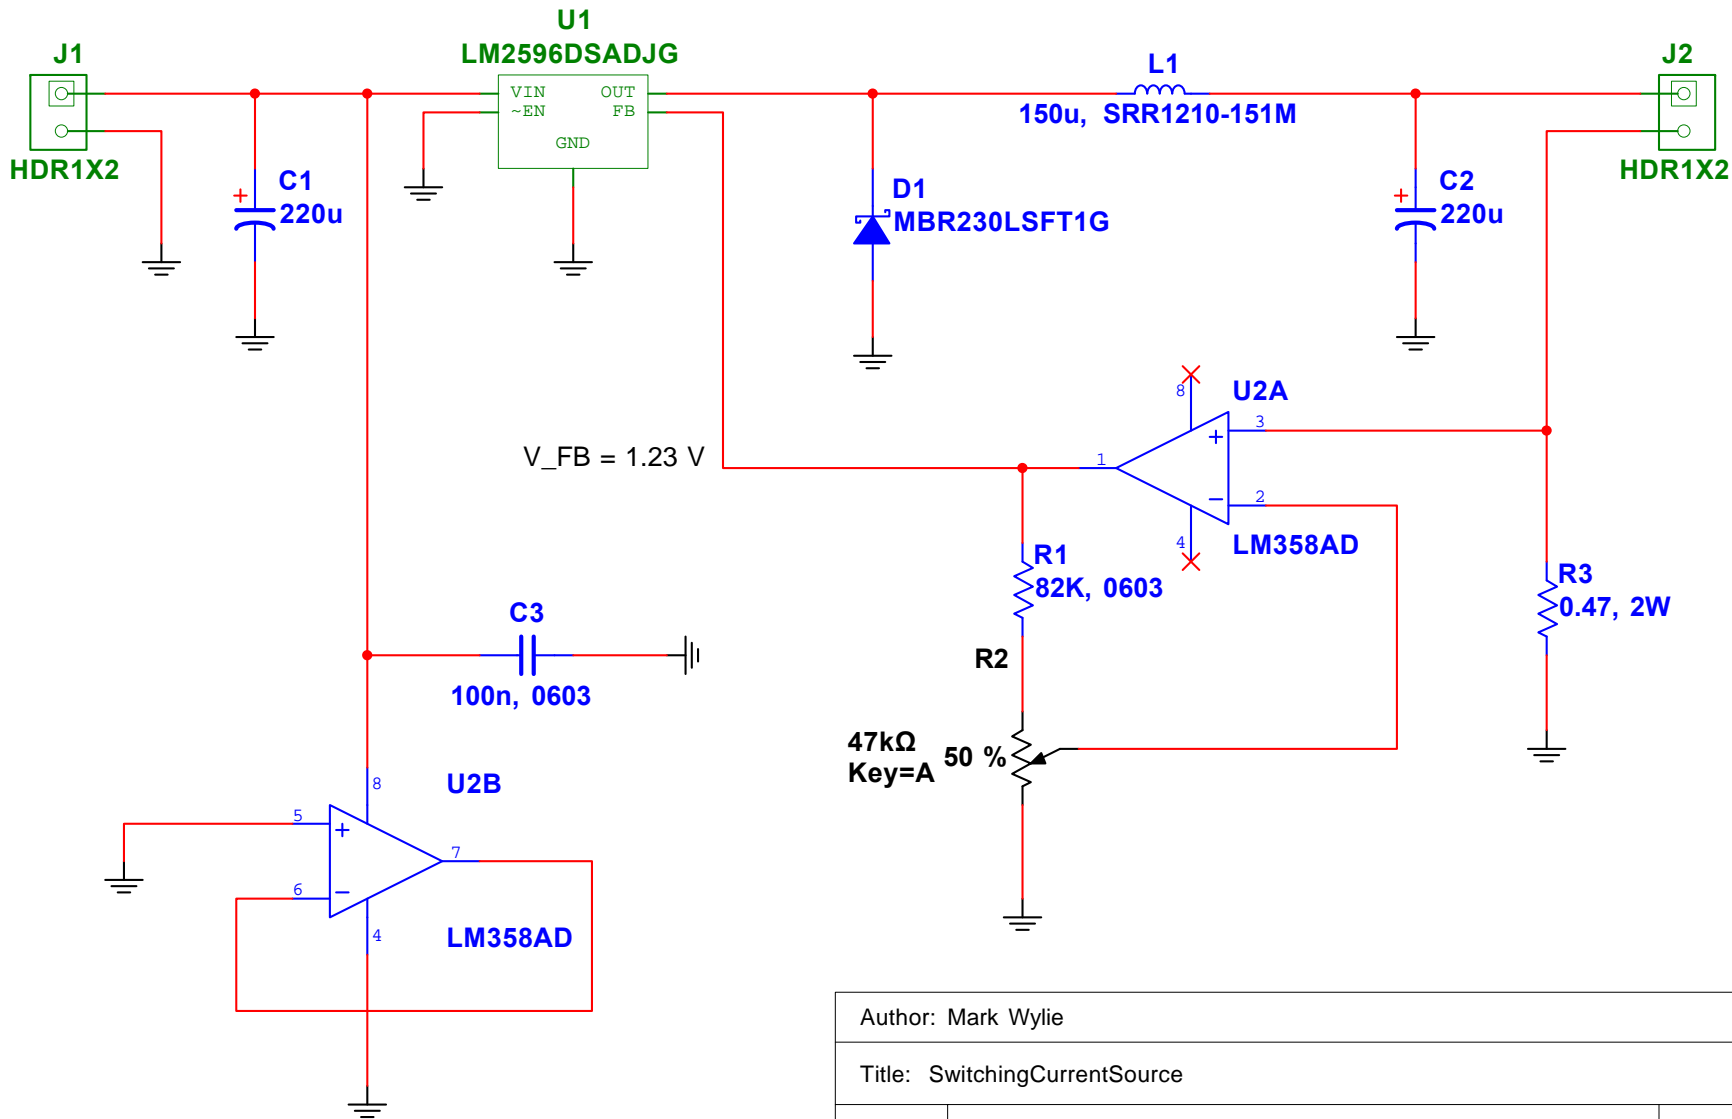 U1
LM2596DSADJG
J1
HDR1X2
VIN
~EN
OUT
FB
GND
L1
150u, SRR1210-151M
J2
HDR1X2
+
C1
220u
D1
MBR230LSFT1G
+
C2
220u
V_FB = 1.23 V
U2A
8
3
+
1
−
2
4
LM358AD
R1
82K, 0603
R3
0.47, 2W
C3
100n, 0603
R2
47kΩ
Key=A
50 %
U2B
8
5
+
7
6
−
4
LM358AD
Author: Mark Wylie
Title: SwitchingCurrentSource